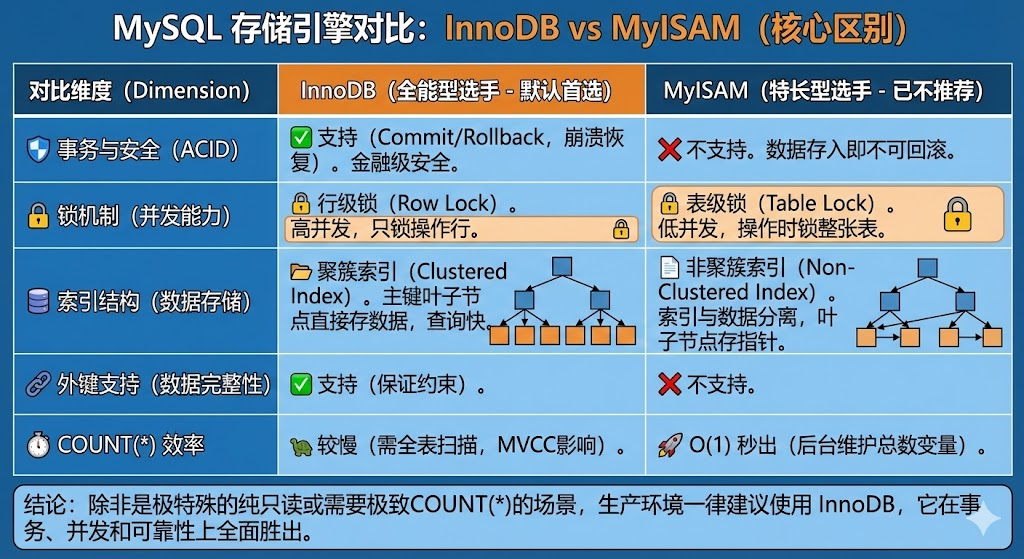 MySQL 存储引擎对比：InnoDB vs MyISAM（核心区别）
对比维度（Dimension）
InnoDB（全能型选手 - 默认首选）
MyISAM（特长型选手 - 已不推荐）
事务与安全（ACID）
支持（Commit/Rollback，崩溃恢
复）。金融级安全。
不支持。数据存入即不可回滚。
锁机制（并发能力）
行级锁（Row Lock）。
高并发，只锁操作行。
表级锁（Table Lock）。
低并发，操作时锁整张表。
索引结构（数据存储）
聚簇索引（Clustered
Index）。主键叶子节
点直接存数据，查询快。
非聚簇索引（Non-
Clustered Index）。
索引与数据分离，叶
子节点存指针。
外键支持（数据完整性）
支持（保证约束）。
不支持。
COUNT(*) 效率
较慢（需全表扫描，MVCC影响）。
O(1) 秒出（后台维护总数变量）。
结论：除非是极特殊的纯只读或需要极致COUNT(*)的场景，生产环境一律建议使用 InnoDB，它在事
务、并发和可靠性上全面胜出。